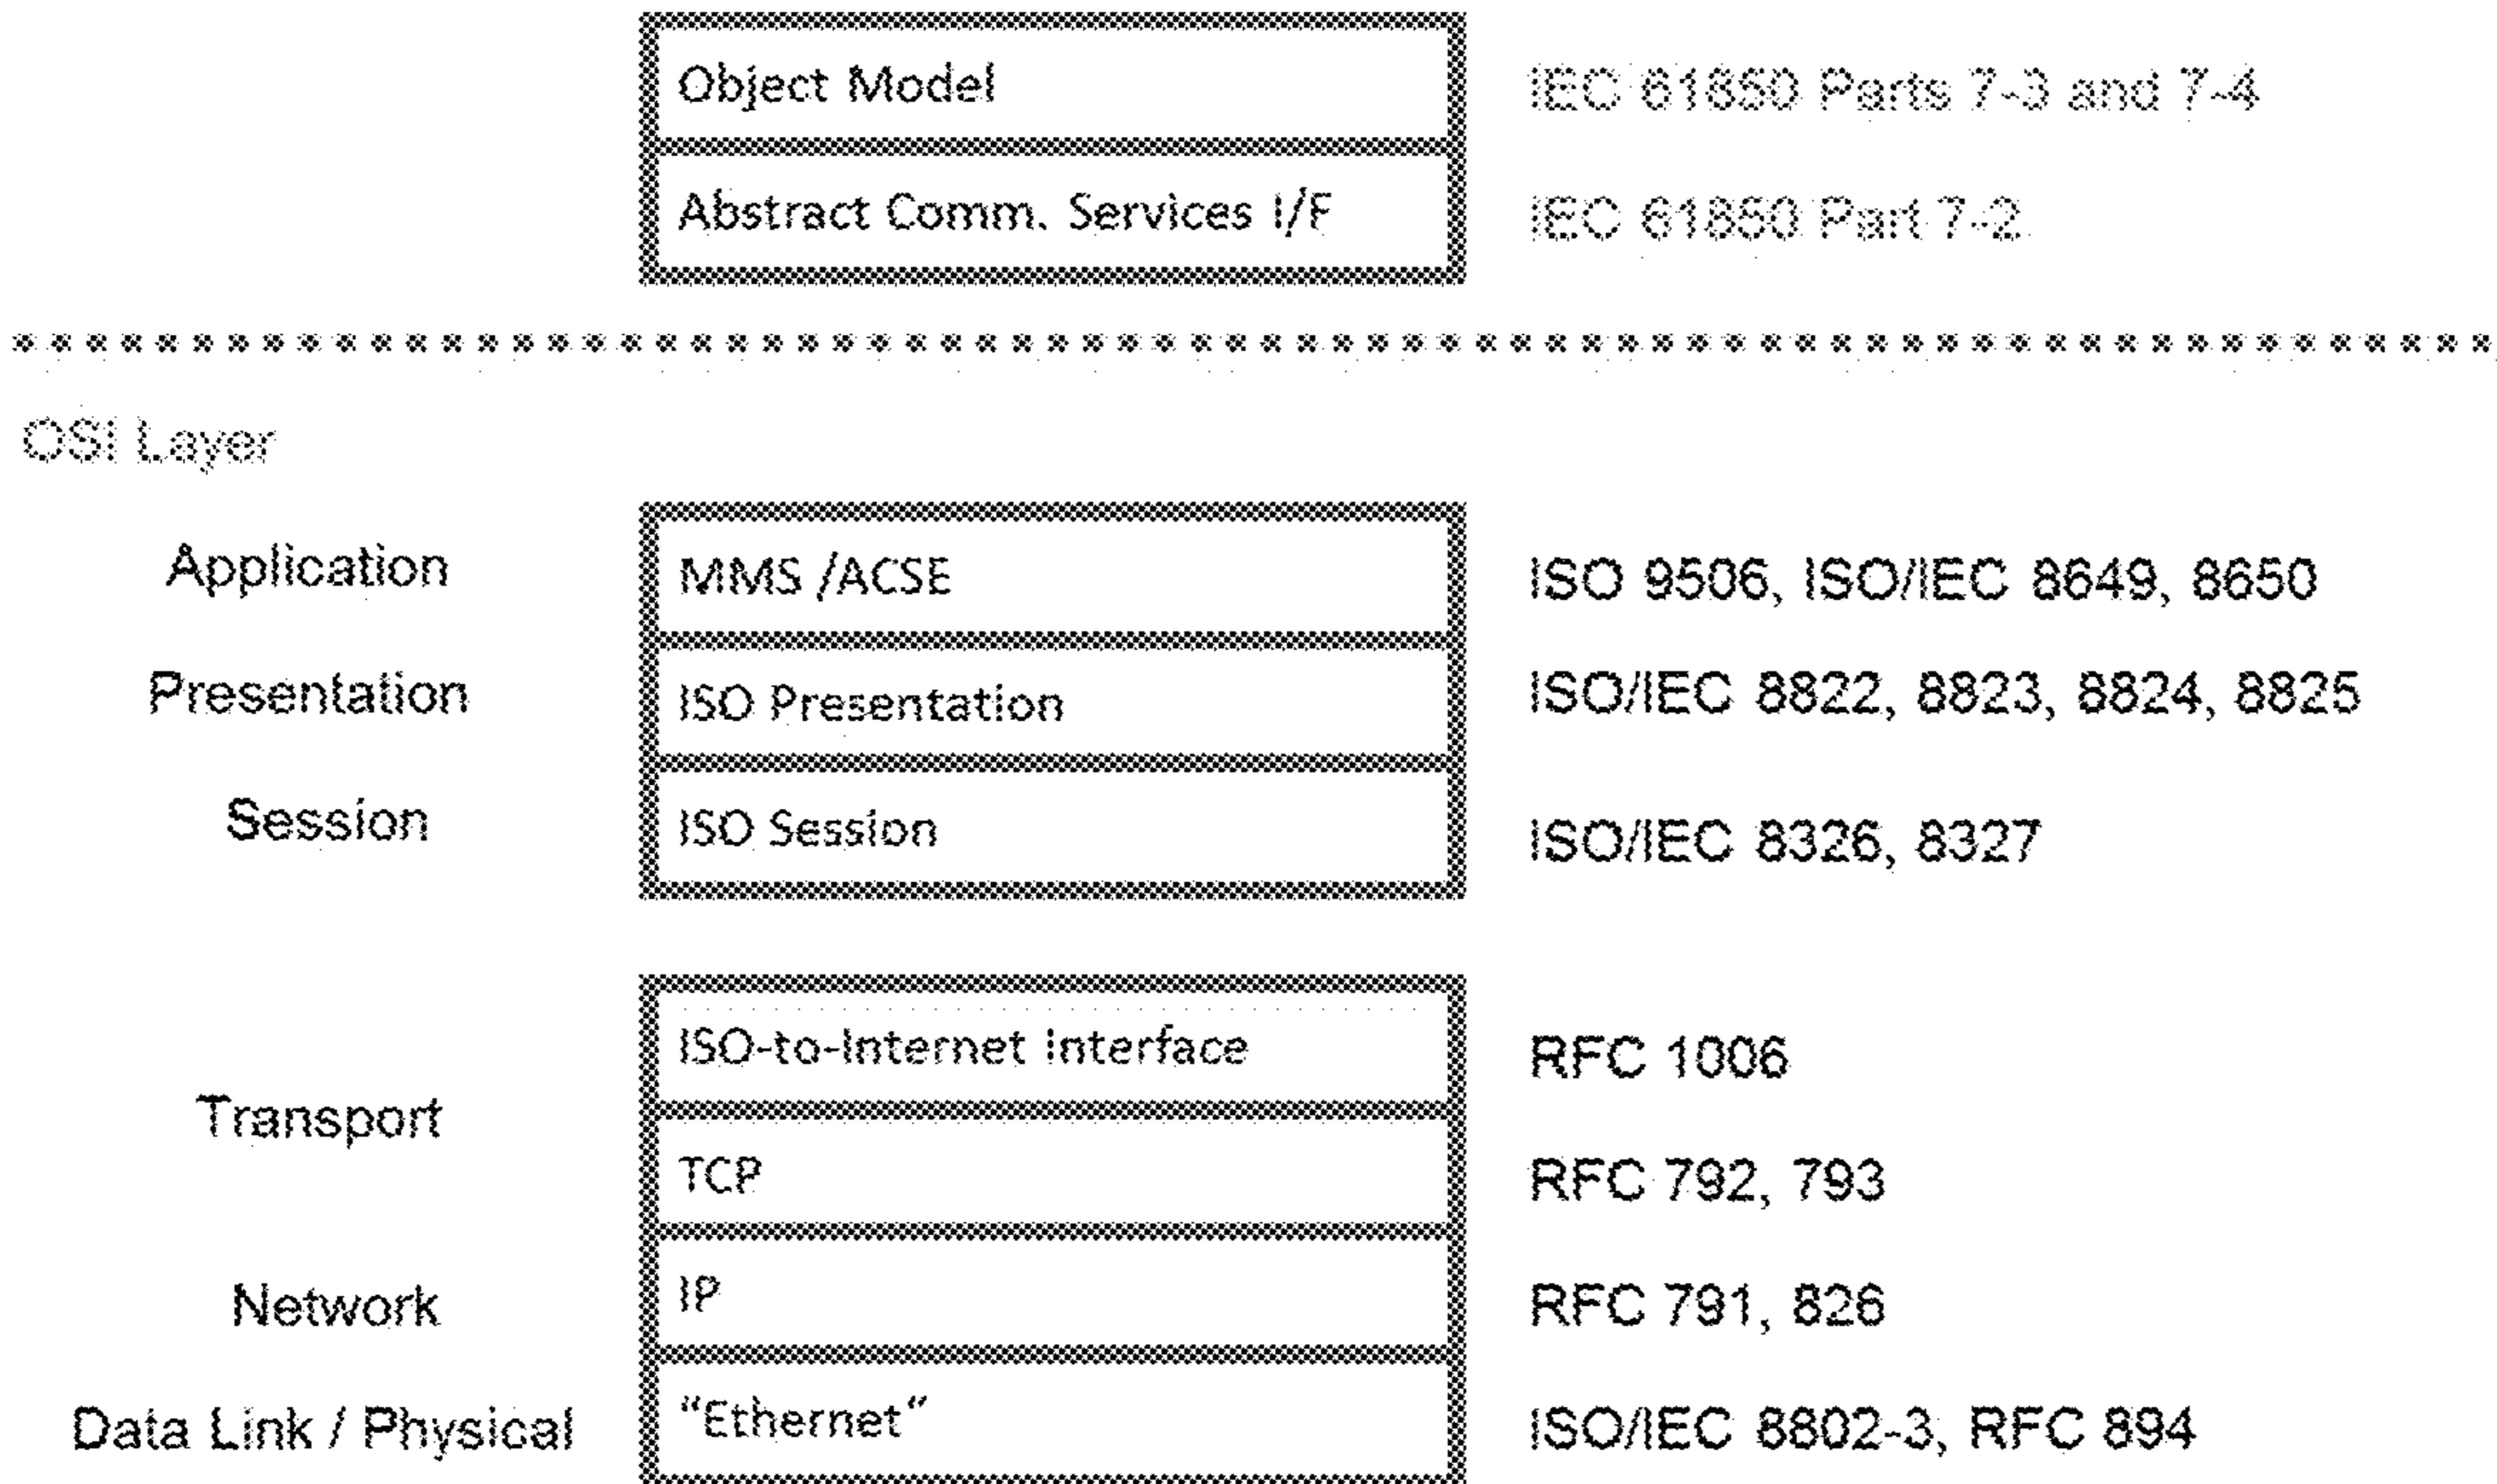 Object Model IEC 61850 Parts 7-3 and 7-4
Abstract Comm. Services I/F IEC 61850 Part 7-2
OSI Layer
Application MMS /ACSE ISO 9506, ISO/IEC 8649, 8650
Presentation ISO Presentation ISO/IEC 8822, 8823, 8824, 8825
Session ISO Session ISO/IEC 8326, 8327
ISO-to-Internet Interface RFC 1006
Transport
TCP RFC 792, 793
Network IP RFC 791, 826
Data Link / Physical "Ethernet" ISO/IEC 8802-3, RFC 894